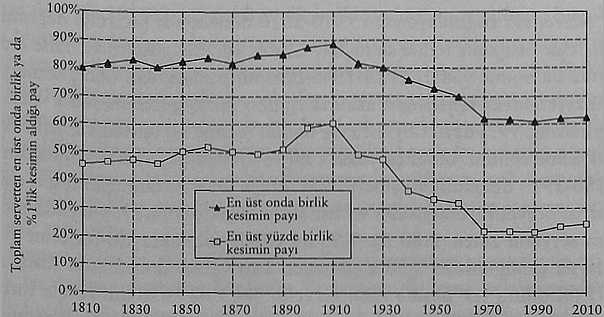 Toplam servetten en üst onda birlik ya da
%1'lik kesimin aldığı pay
100%
90%
80%
70%
60%
50%
40%
30%
20%
10%
0%
En üst onda birlik
kesimin payı
En üst yüzde birlik
kesimin payı
1810 1830 1850 1870 1890 1910 1930 1950 1970 1990 2010